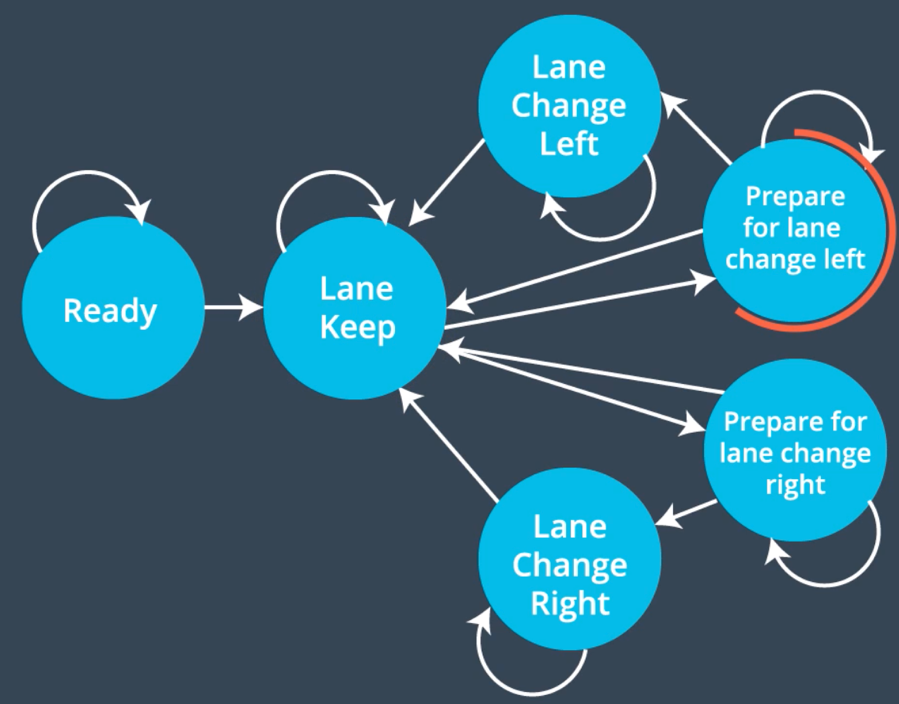 Lane
Change
Left
Prepare
for lane
change left
Ready
Lane
Keep
Prepare for
lane change
right
Lane
Change
Right